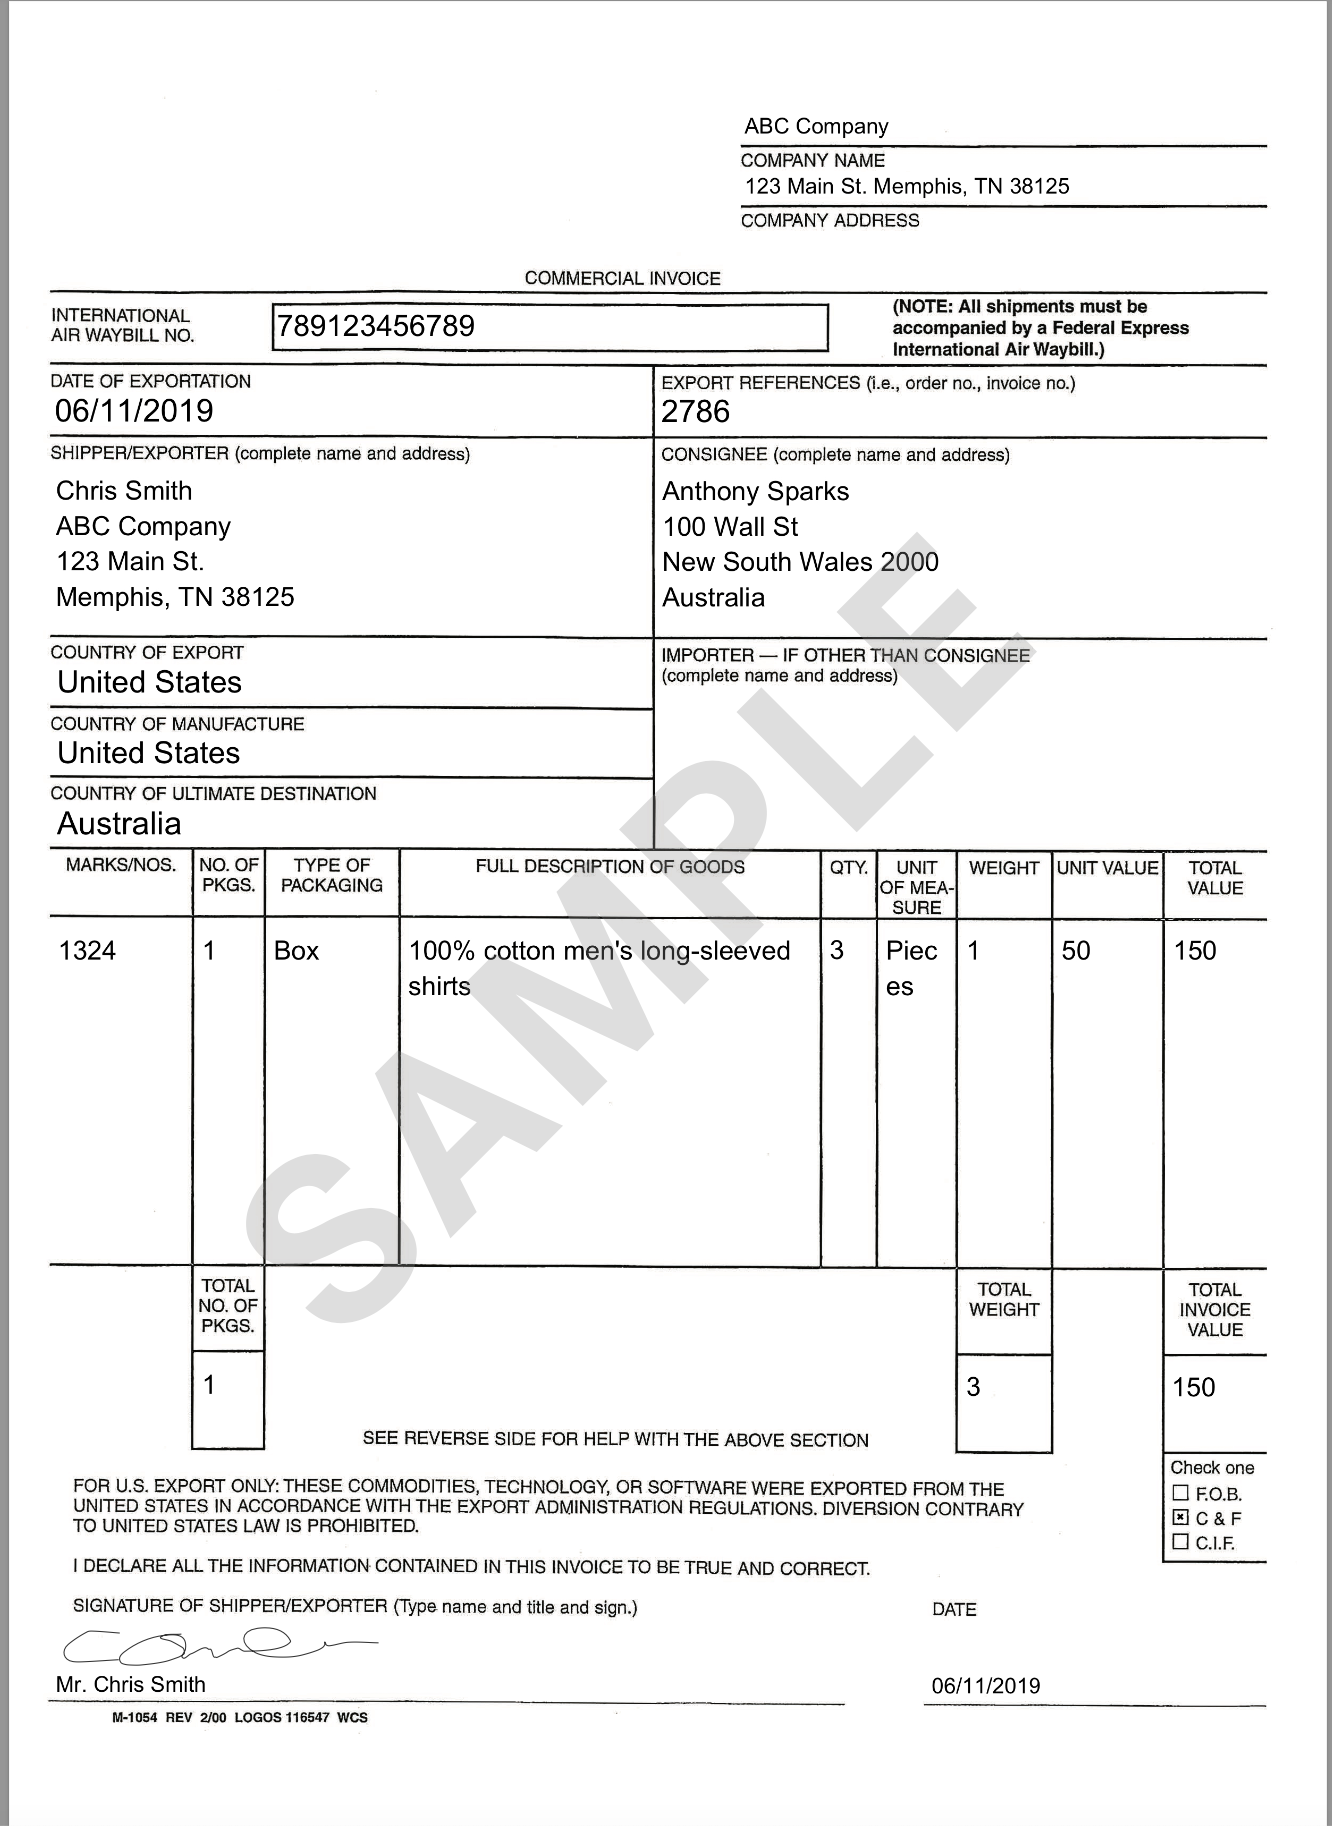 ABC Company
COMPANY NAME
123 Main St. Memphis, TN 38125
COMPANY ADDRESS
COMMERCIAL INVOICE
INTERNATIONAL
AIR WAYBILL NO.
789123456789
(NOTE: All shipments must be
accompanied by a Federal Express
International Air Waybill.)
DATE OF EXPORTATION
06/11/2019
EXPORT REFERENCES (i.e., order no., invoice no.)
2786
SHIPPER/EXPORTER (complete name and address)
Chris Smith
ABC Company
123 Main St.
Memphis, TN 38125
CONSIGNEE (complete name and address)
Anthony Sparks
100 Wall St
New South Wales 2000
Australia
COUNTRY OF EXPORT
United States
COUNTRY OF MANUFACTURE
United States
COUNTRY OF ULTIMATE DESTINATION
Australia
IMPORTER — IF OTHER THAN CONSIGNEE
(complete name and address)
MARKS/NOS.
NO. OF
PKGS.
TYPE OF
PACKAGING
FULL DESCRIPTION OF GOODS
QTY.
UNIT
OF MEA-
SURE
WEIGHT
UNIT VALUE
TOTAL
VALUE
1324
1
Box
100% cotton men's long-sleeved
shirts
3
Piec
es
1
50
150
SAMPLE
TOTAL
NO. OF
PKGS.
1
TOTAL
WEIGHT
3
TOTAL
INVOICE
VALUE
150
SEE REVERSE SIDE FOR HELP WITH THE ABOVE SECTION
Check one
F.O.B.
C & F
C.I.F.
FOR U.S. EXPORT ONLY: THESE COMMODITIES, TECHNOLOGY, OR SOFTWARE WERE EXPORTED FROM THE
UNITED STATES IN ACCORDANCE WITH THE EXPORT ADMINISTRATION REGULATIONS. DIVERSION CONTRARY
TO UNITED STATES LAW IS PROHIBITED.
I DECLARE ALL THE INFORMATION CONTAINED IN THIS INVOICE TO BE TRUE AND CORRECT.
SIGNATURE OF SHIPPER/EXPORTER (Type name and title and sign.)
DATE
Mr. Chris Smith
06/11/2019
M-1054 REV 2/00 LOGOS 116547 WCS